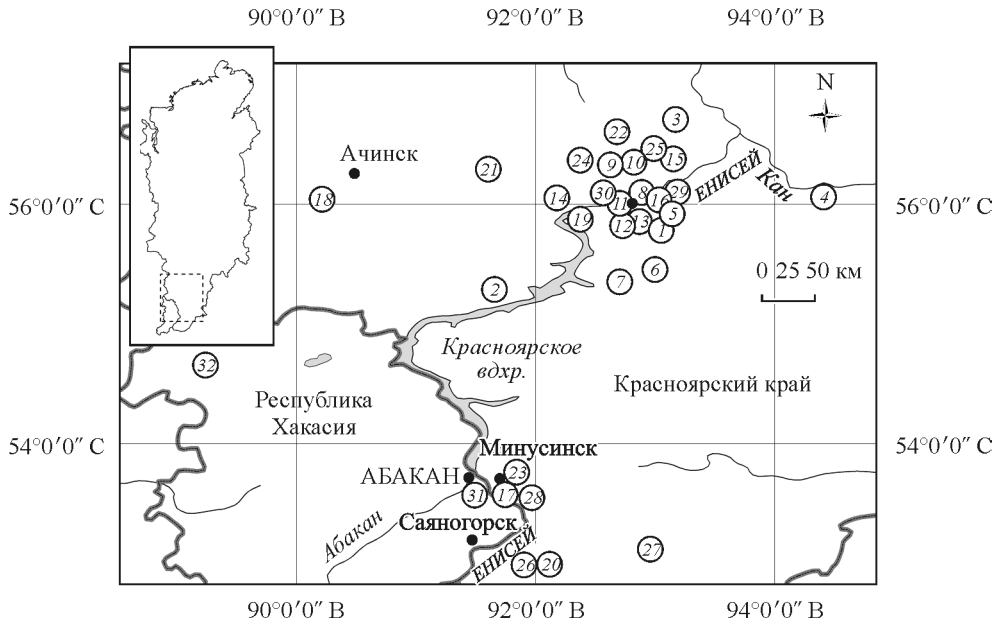 90°0′0″ В 92°0′0″ В 94°0′0″ В
N
3
22
25
Ачинск
24 9 10 15
21
ЕНИСЕЙ
Кан
18 14 30 8 29 4
56°0′0″ С 56°0′0″ С
11 16
19 12 13 5
1
6
7
0 25 50 км
2
Красноярское
вдхр.
32
Красноярский край
Республика
Хакасия
54°0′0″ С 54°0′0″ С
Минусинск
АБАКАН 23
31 17 28
Абакан
Саяногорск
ЕНИСЕЙ
26 20 27
90°0′0″ В 92°0′0″ В 94°0′0″ В